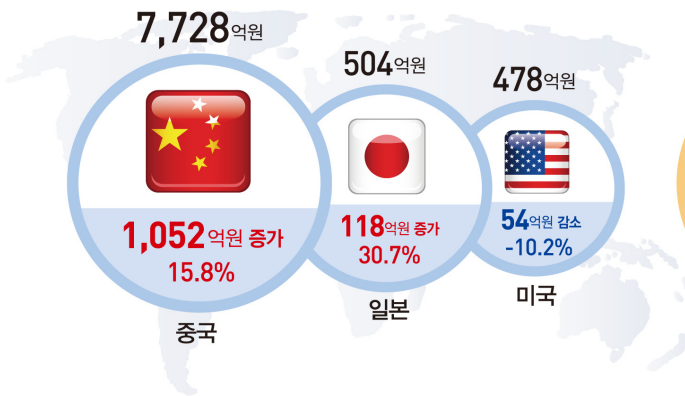 7,728억원
1,052억원 증가
15.8%
중국
504억원
118억원 증가
30.7%
일본
478억원
54억원 감소
-10.2%
미국